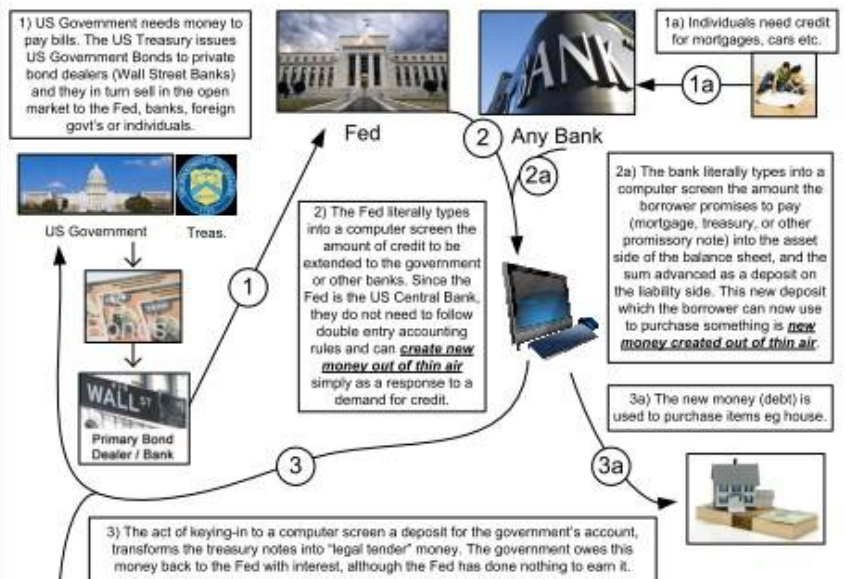 1) US Government needs money to
pay bills. The US Treasury issues
US Government Bonds to private
bond dealers (Wall Street Banks)
and they in turn sell in the open
market to the Fed, banks, foreign
govt's or individuals.
BANK
1a) Individuals need credit
for mortgages, cars etc.
1a
Fed
2
Any Bank
2a
US Government
Treas.
2) The Fed literally types
into a computer screen the
amount of credit to be
extended to the government
or other banks. Since the
Fed is the US Central Bank,
they do not need to follow
double entry accounting
rules and can create new
money out of thin air
simply as a response to a
demand for credit.
2a) The bank literally types into a
computer screen the amount the
borrower promises to pay
(mortgage, treasury, or other
promissory note) into the asset
side of the balance sheet, and the
sum advanced as a deposit on
the liability side. This new deposit
which the borrower can now use
to purchase something is new
money created out of thin air.
1
WALL ST
Primary Bond
Dealer / Bank
3a) The new money (debt) is
used to purchase items eg house.
3
3a
3) The act of keying-in to a computer screen a deposit for the government's account,
transforms the treasury notes into "legal tender" money. The government owes this
money back to the Fed with interest, although the Fed has done nothing to earn it.